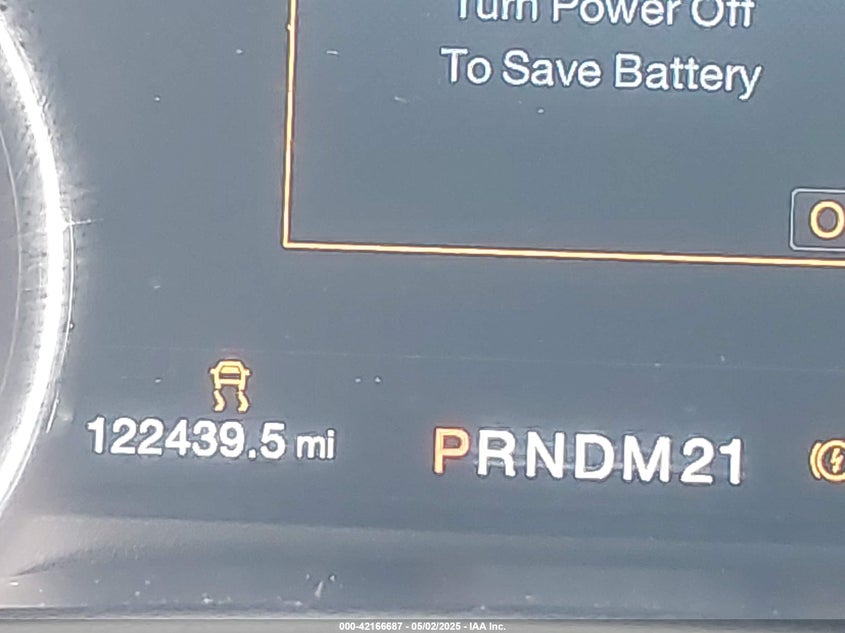 Turn Power Off
To Save Battery
O
122439.5 mi
PRNDM21
000-42166687 - 05/02/2025 - IAA Inc.